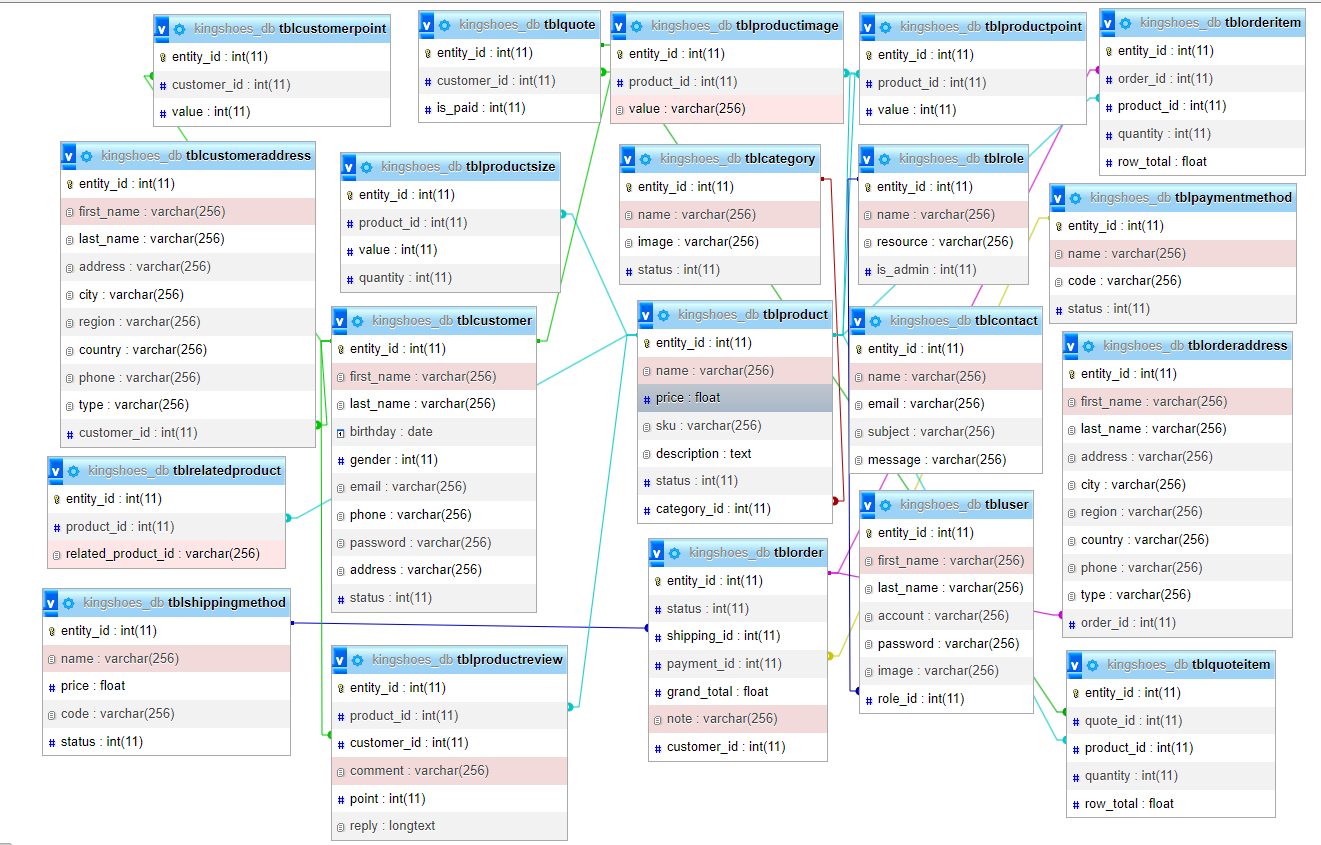 kingshoes_db tblcustomerpoint
entity_id : int(11)
customer_id : int(11)
value : int(11)
kingshoes_db tblquote
entity_id : int(11)
customer_id : int(11)
is_paid : int(11)
kingshoes_db tblproductimage
entity_id : int(11)
product_id : int(11)
value : varchar(256)
kingshoes_db tblproductpoint
entity_id : int(11)
product_id : int(11)
value : int(11)
kingshoes_db tblorderitem
entity_id : int(11)
order_id : int(11)
product_id : int(11)
quantity : int(11)
row_total : float
kingshoes_db tblcustomeraddress
entity_id : int(11)
first_name : varchar(256)
last_name : varchar(256)
address : varchar(256)
city : varchar(256)
region : varchar(256)
country : varchar(256)
phone : varchar(256)
type : varchar(256)
customer_id : int(11)
kingshoes_db tblproductsize
entity_id : int(11)
product_id : int(11)
value : int(11)
quantity : int(11)
kingshoes_db tblcategory
entity_id : int(11)
name : varchar(256)
image : varchar(256)
status : int(11)
kingshoes_db tblrole
entity_id : int(11)
name : varchar(256)
resource : varchar(256)
is_admin : int(11)
kingshoes_db tblpaymentmethod
entity_id : int(11)
name : varchar(256)
code : varchar(256)
status : int(11)
kingshoes_db tblcustomer
entity_id : int(11)
first_name : varchar(256)
last_name : varchar(256)
birthday : date
gender : int(11)
email : varchar(256)
phone : varchar(256)
password : varchar(256)
address : varchar(256)
status : int(11)
kingshoes_db tblproduct
entity_id : int(11)
name : varchar(256)
price : float
sku : varchar(256)
description : text
status : int(11)
category_id : int(11)
kingshoes_db tblcontact
entity_id : int(11)
name : varchar(256)
email : varchar(256)
subject : varchar(256)
message : varchar(256)
kingshoes_db tblorderaddress
entity_id : int(11)
first_name : varchar(256)
last_name : varchar(256)
address : varchar(256)
city : varchar(256)
region : varchar(256)
country : varchar(256)
phone : varchar(256)
type : varchar(256)
order_id : int(11)
kingshoes_db tblrelatedproduct
entity_id : int(11)
product_id : int(11)
related_product_id : varchar(256)
kingshoes_db tblorder
entity_id : int(11)
status : int(11)
shipping_id : int(11)
payment_id : int(11)
grand_total : float
note : varchar(256)
customer_id : int(11)
kingshoes_db tbluser
entity_id : int(11)
first_name : varchar(256)
last_name : varchar(256)
account : varchar(256)
password : varchar(256)
image : varchar(256)
role_id : int(11)
kingshoes_db tblshippingmethod
entity_id : int(11)
name : varchar(256)
price : float
code : varchar(256)
status : int(11)
kingshoes_db tblproductreview
entity_id : int(11)
product_id : int(11)
customer_id : int(11)
comment : varchar(256)
point : int(11)
reply : longtext
kingshoes_db tblquoteitem
entity_id : int(11)
quote_id : int(11)
product_id : int(11)
quantity : int(11)
row_total : float